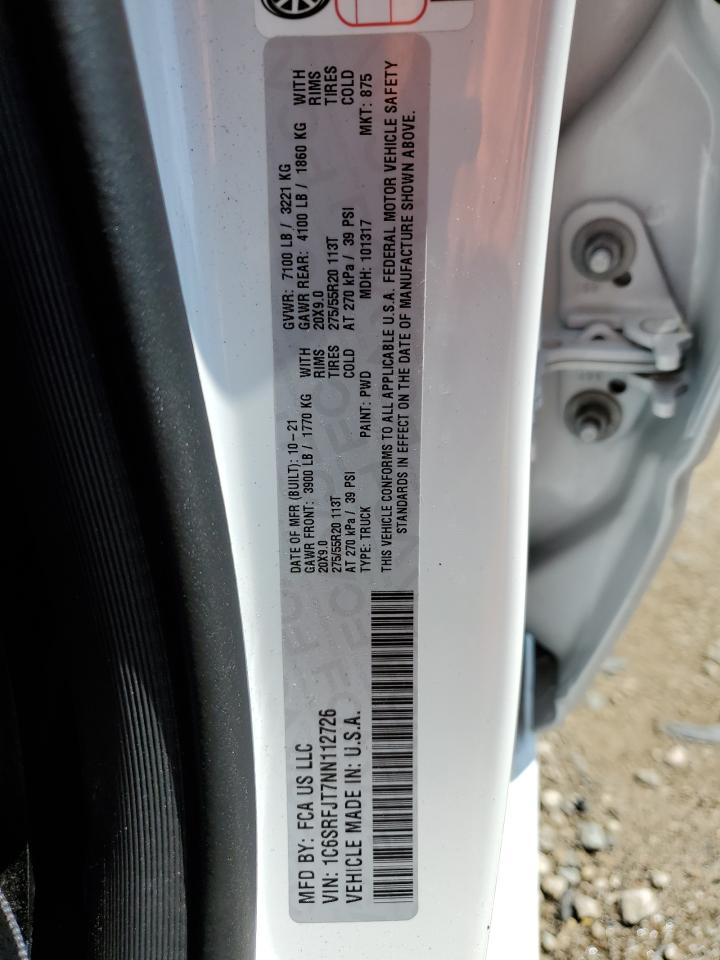 MFD BY: FCA US LLC
VIN: 1C6SRFJT7NN112726
VEHICLE MADE IN: U.S.A.
DATE OF MFR (BUILT): 10-21
GAWR FRONT: 3900 LB / 1770 KG WITH
20X9.0 RIMS
275/55R20 113T TIRES
AT 270 kPa / 39 PSI COLD
TYPE: TRUCK PAINT: PWD
GVWR: 7100 LB / 3221 KG
GAWR REAR: 4100 LB / 1860 KG WITH
20X9.0 RIMS
275/55R20 113T TIRES
AT 270 kPa / 39 PSI COLD
MDH: 101317 MKT: 875
THIS VEHICLE CONFORMS TO ALL APPLICABLE U.S.A. FEDERAL MOTOR VEHICLE SAFETY
STANDARDS IN EFFECT ON THE DATE OF MANUFACTURE SHOWN ABOVE.